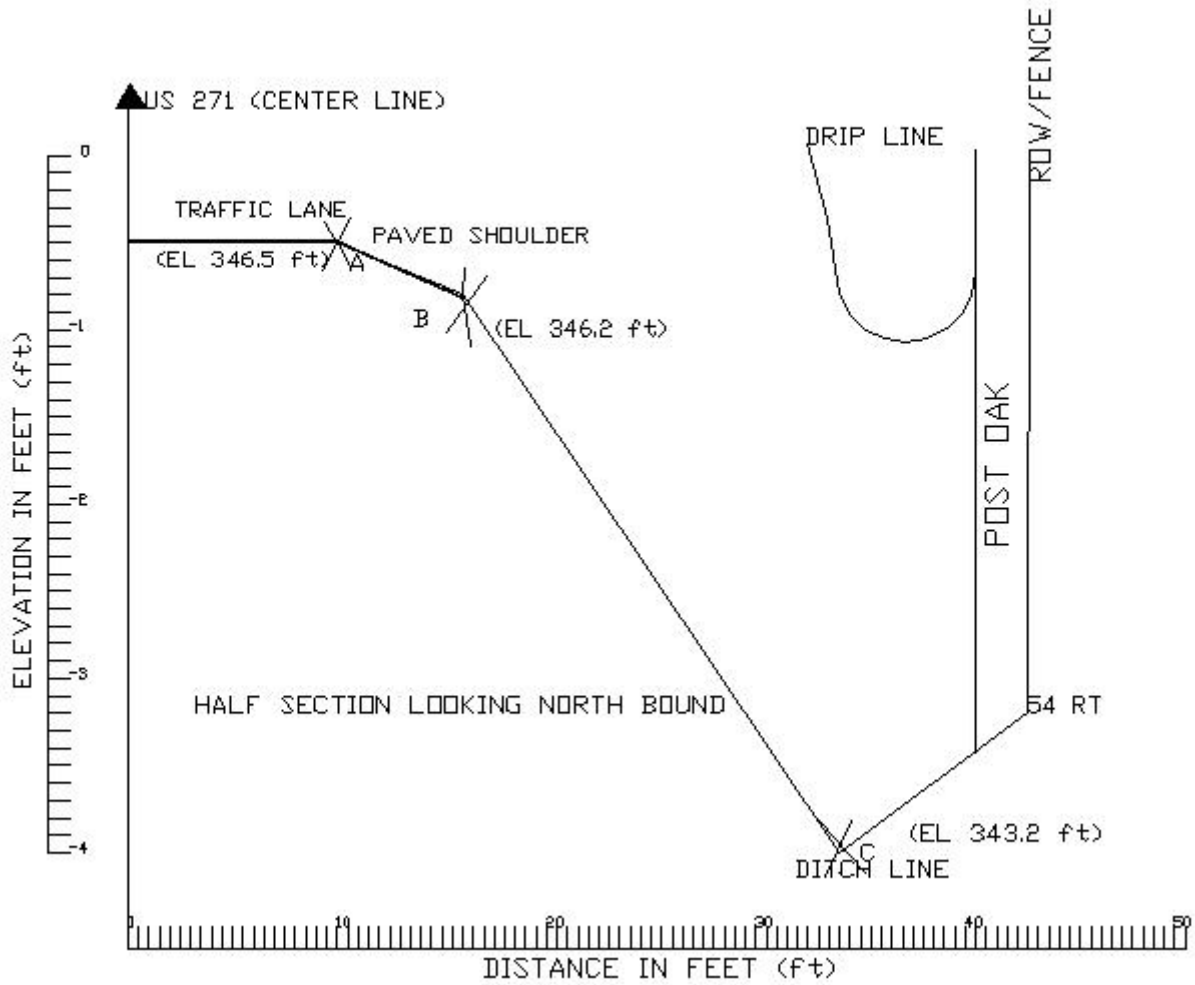 ROW/FENCE
US 271 (CENTER LINE)
DRIP LINE
0
TRAFFIC LANE
PAVED SHOULDER
(EL 346.5 ft)
A
B
(EL 346.2 ft)
-1
ELEVATION IN FEET (ft)
POST OAK
-2
-3
HALF SECTION LOOKING NORTH BOUND
54 RT
(EL 343.2 ft)
-4
C
DITCH LINE
0 10 20 30 40 50
DISTANCE IN FEET (ft)